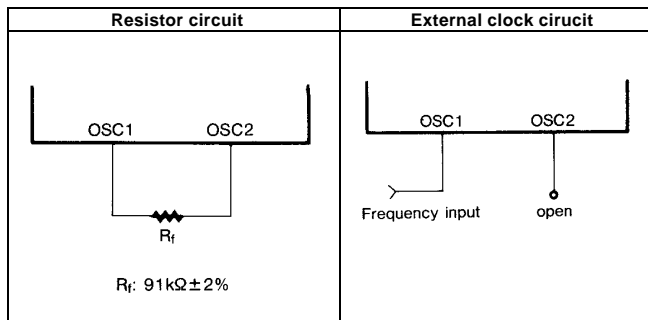 Resistor circuit
External clock cirucit
OSC1 OSC2
Rf
Rf: 91kΩ±2%
OSC1 OSC2
Frequency input
open